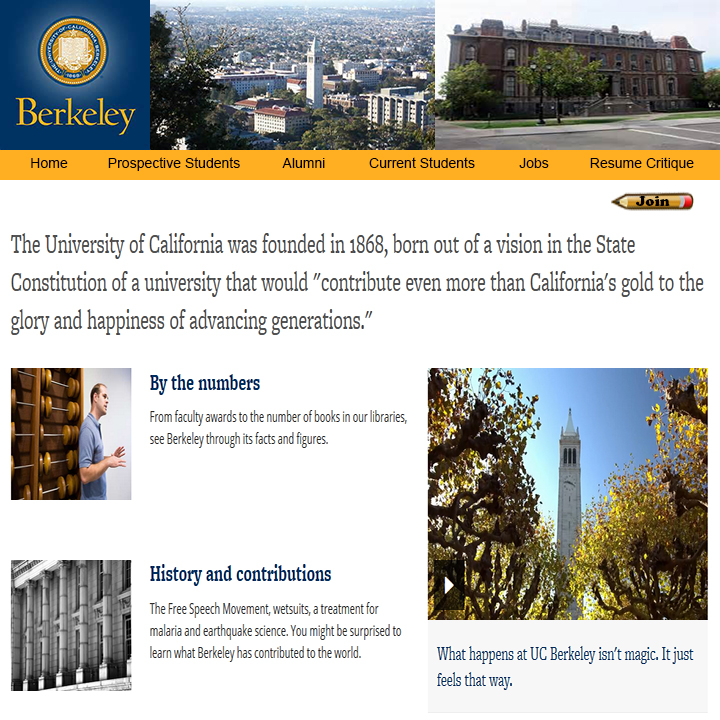 Berkeley
Home Prospective Students Alumni Current Students Jobs Resume Critique
Join
The University of California was founded in 1868, born out of a vision in the State
Constitution of a university that would "contribute even more than California's gold to the
glory and happiness of advancing generations."
By the numbers
From faculty awards to the number of books in our libraries,
see Berkeley through its facts and figures.
History and contributions
The Free Speech Movement, wetsuits, a treatment for
malaria and earthquake science. You might be surprised to
learn what Berkeley has contributed to the world.
What happens at UC Berkeley isn't magic. It just
feels that way.